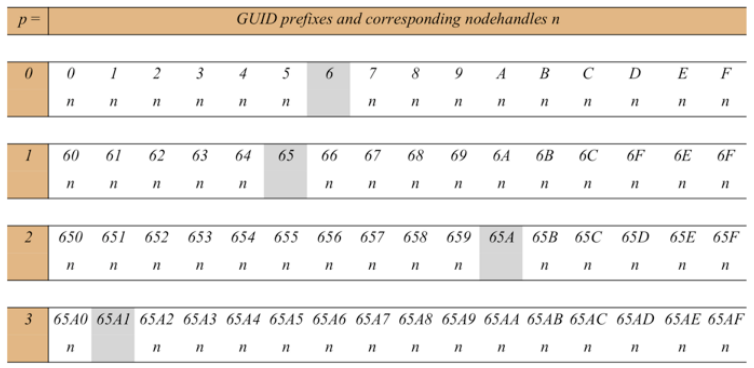 p = GUID prefixes and corresponding nodehandles n
0 0 1 2 3 4 5 6 7 8 9 A B C D E F
n n n n n n n n n n n n n n n
1 60 61 62 63 64 65 66 67 68 69 6A 6B 6C 6F 6E 6F
n n n n n n n n n n n n n n n
2 650 651 652 653 654 655 656 657 658 659 65A 65B 65C 65D 65E 65F
n n n n n n n n n n n n n n n
3 65A0 65A1 65A2 65A3 65A4 65A5 65A6 65A7 65A8 65A9 65AA 65AB 65AC 65AD 65AE 65AF
n n n n n n n n n n n n n n n